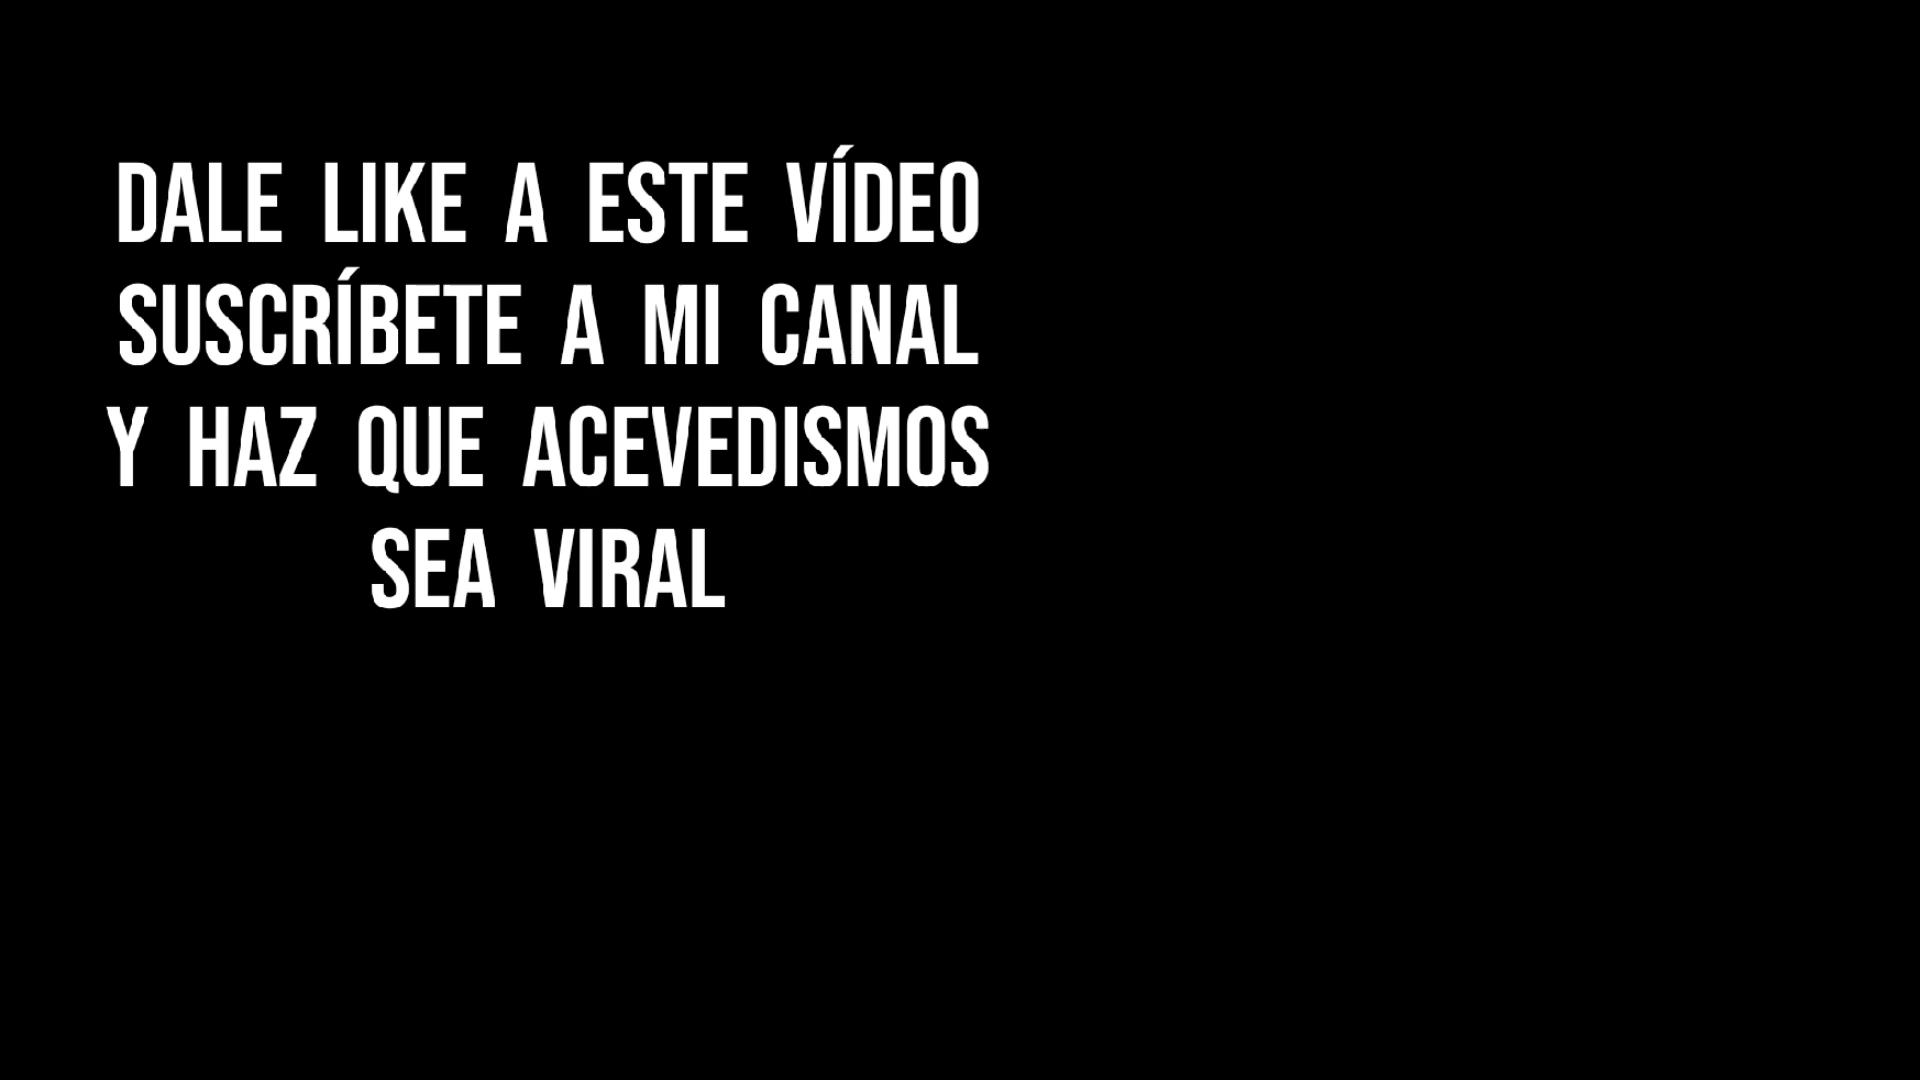 DALE LIKE A ESTE VÍDEO
SUSCRÍBETE A MI CANAL
Y HAZ QUE ACEVEDISMOS
SEA VIRAL